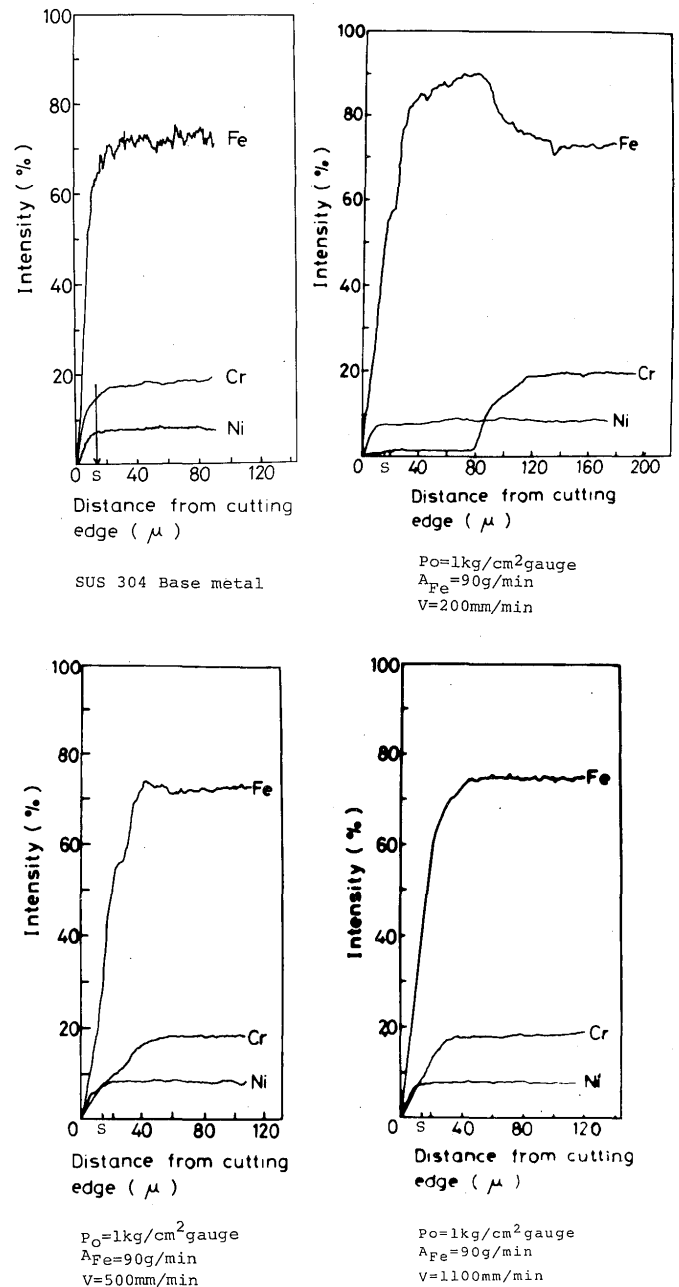 100
80
60
40
20
0
Intensity (%)
Fe
Cr
Ni
0 S 40 80 120
Distance from cutting
edge ( μ )
SUS 304 Base metal
100
80
60
40
20
0
Intensity (%)
Fe
Cr
Ni
0 S 40 80 120 160 200
Distance from cutting
edge ( μ )
Po=1kg/cm²gauge
AFe=90g/min
V=200mm/min
100
80
60
40
20
0
Intensity (%)
Fe
Cr
Ni
0 S 40 80 120
Distance from cutting
edge ( μ )
Po=1kg/cm²gauge
AFe=90g/min
V=500mm/min
100
80
60
40
20
0
Intensity (%)
Fe
Cr
Ni
0 S 40 80 120
Distance from cutting
edge ( μ )
Po=1kg/cm²gauge
AFe=90g/min
V=1100mm/min